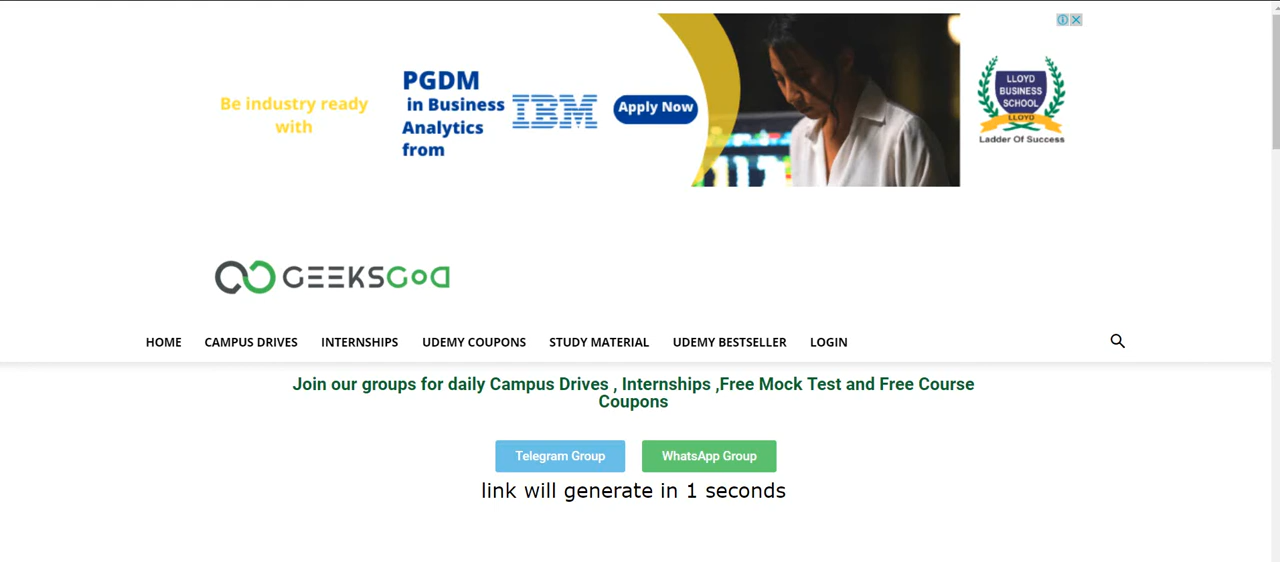 Be industry ready
with
PGDM
in Business
Analytics
from
IBM
Apply Now
LLOYD
BUSINESS
SCHOOL
LLOYD
Ladder Of Success
GEEKSGOD
HOME CAMPUS DRIVES INTERNSHIPS UDEMY COUPONS STUDY MATERIAL UDEMY BESTSELLER LOGIN
Join our groups for daily Campus Drives , Internships ,Free Mock Test and Free Course
Coupons
Telegram Group WhatsApp Group
link will generate in 1 seconds